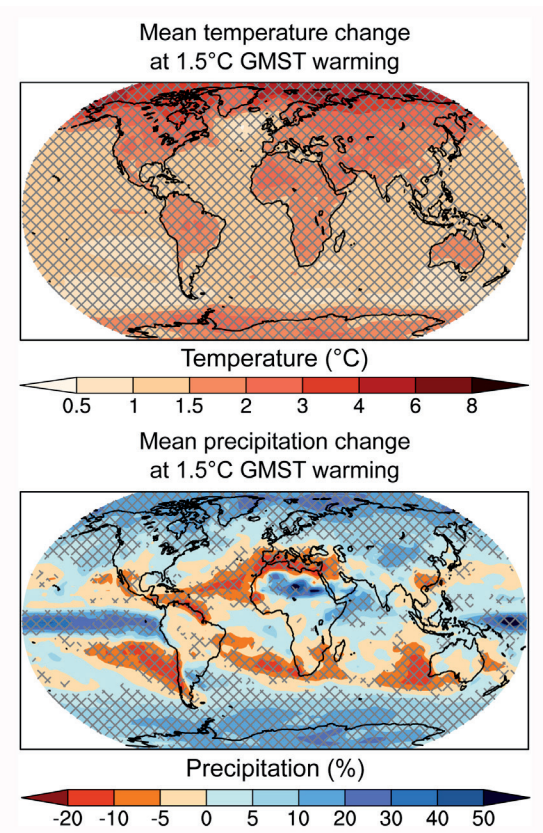 Mean temperature change
at 1.5°C GMST warming
Temperature (°C)
0.5 1 1.5 2 3 4 6 8
Mean precipitation change
at 1.5°C GMST warming
Precipitation (%)
-20 -10 -5 0 5 10 20 30 40 50